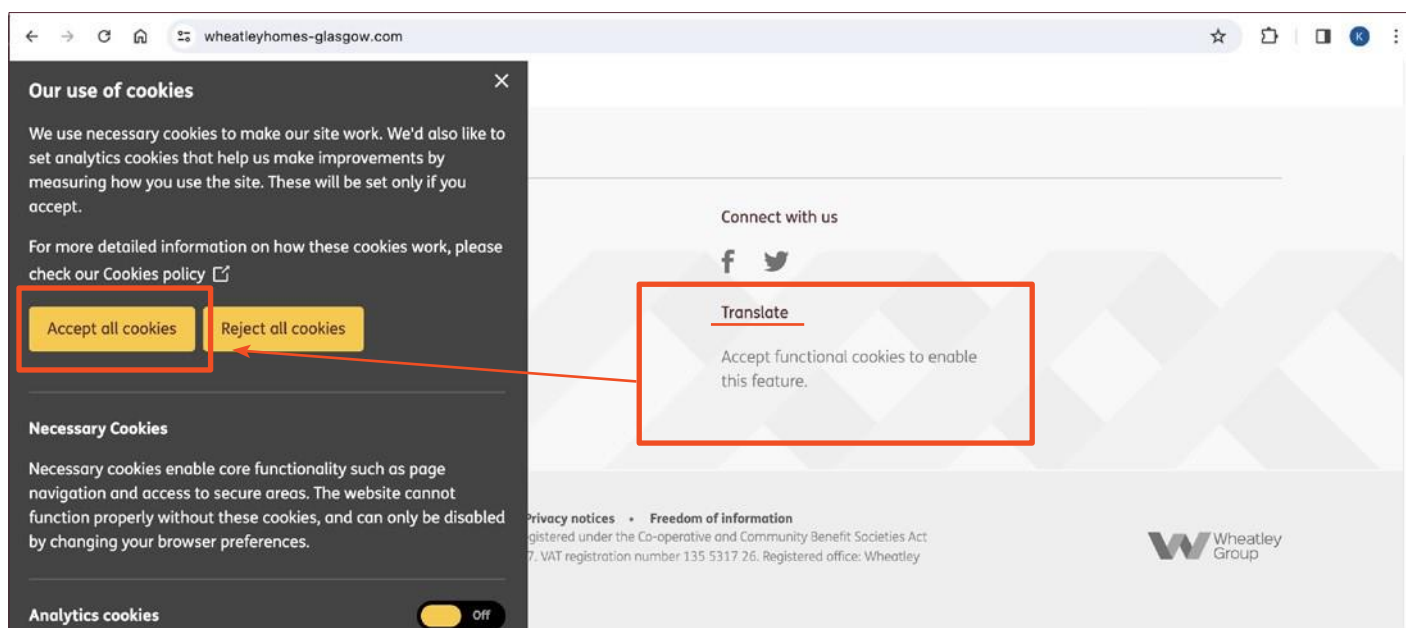 wheatleyhomes-glasgow.com
K
Our use of cookies
We use necessary cookies to make our site work. We'd also like to
set analytics cookies that help us make improvements by
measuring how you use the site. These will be set only if you
accept.
For more detailed information on how these cookies work, please
check our Cookies policy
Accept all cookies
Reject all cookies
Necessary Cookies
Necessary cookies enable core functionality such as page
navigation and access to secure areas. The website cannot
function properly without these cookies, and can only be disabled
by changing your browser preferences.
Analytics cookies
Off
Connect with us
Translate
Accept functional cookies to enable
this feature.
Privacy notices • Freedom of information
gistered under the Co-operative and Community Benefit Societies Act
7. VAT registration number 135 5317 26. Registered office: Wheatley
Wheatley
Group